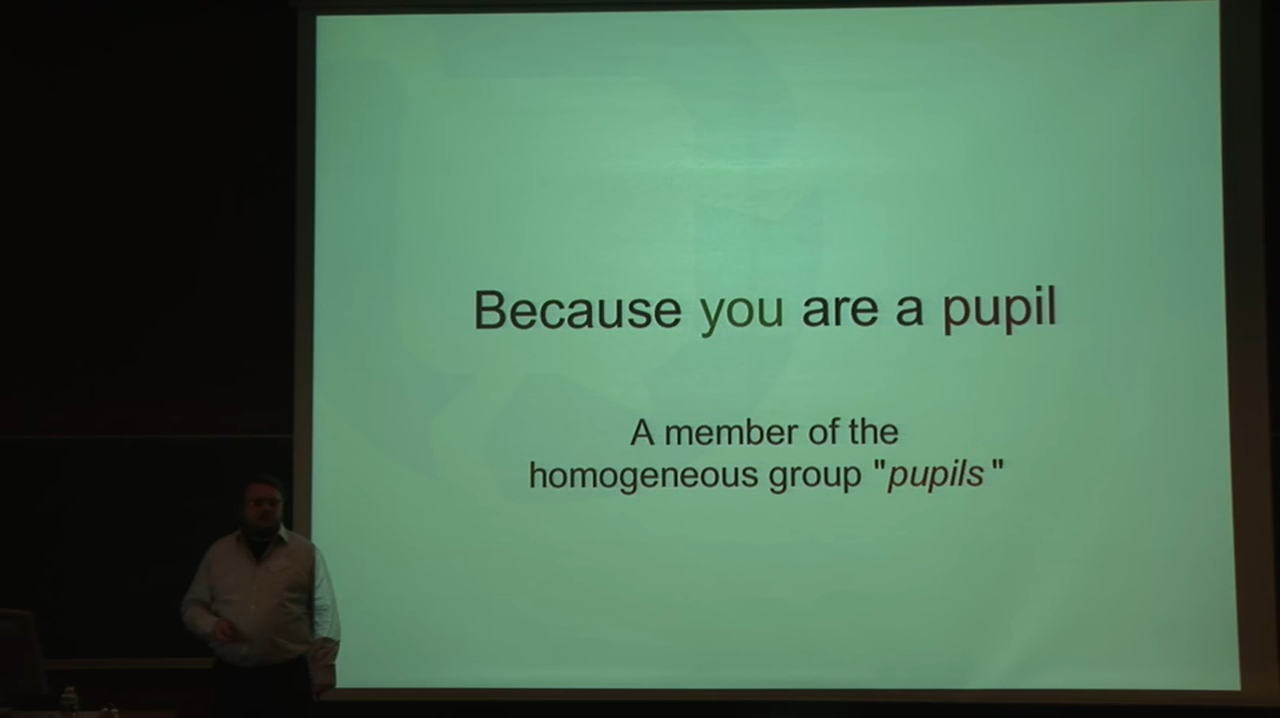 Because you are a pupil
A member of the
homogeneous group "pupils"